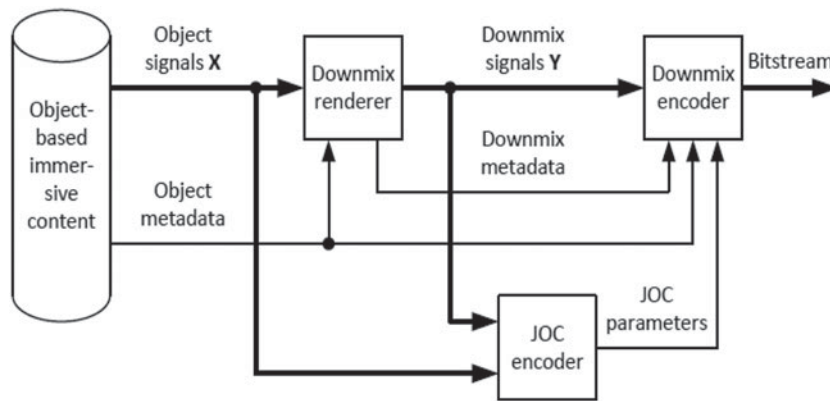 Object-
based
immer-
sive
content
Object
signals X
Object
metadata
Downmix
renderer
Downmix
signals Y
Downmix
metadata
Downmix
encoder
Bitstream
JOC
encoder
JOC
parameters